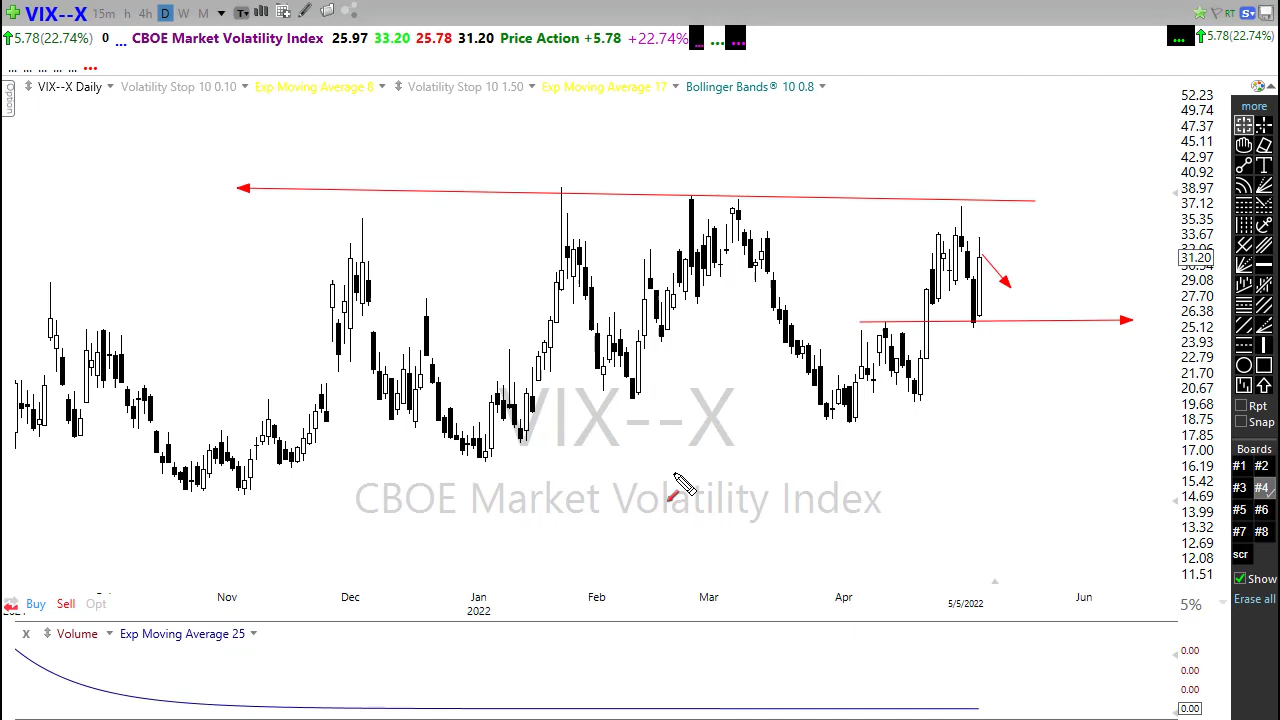 VIX--X 15m h 4h D W M T RT S
5.78(22.74%) 0 ... CBOE Market Volatility Index 25.97 33.20 25.78 31.20 Price Action +5.78 +22.74% ... ... ... ... 5.78(22.74%)
... ... ... ... ... ...
Option
VIX--X Daily Volatility Stop 10 0.10 Exp Moving Average 8 Volatility Stop 10 1.50 Exp Moving Average 17 Bollinger Bands® 10 0.8
52.23
49.74
47.37
45.11
42.97
40.92
38.97
37.12
35.35
33.67
31.20
29.08
27.70
26.38
25.12
23.93
22.79
21.70
20.67
19.68
18.75
17.85
17.00
16.19
15.42
14.69
13.99
13.32
12.69
12.08
11.51
5%
VIX--X
CBOE Market Volatility Index
Nov Dec Jan Feb Mar Apr 5/5/2022 Jun
2022
Buy Sell Opt
X Volume Exp Moving Average 25
0.00
0.00
0.00
0.00
more
T
Rpt
Snap
Boards
#1 #2
#3 #4
#5 #6
#7 #8
scr
Show
Erase all